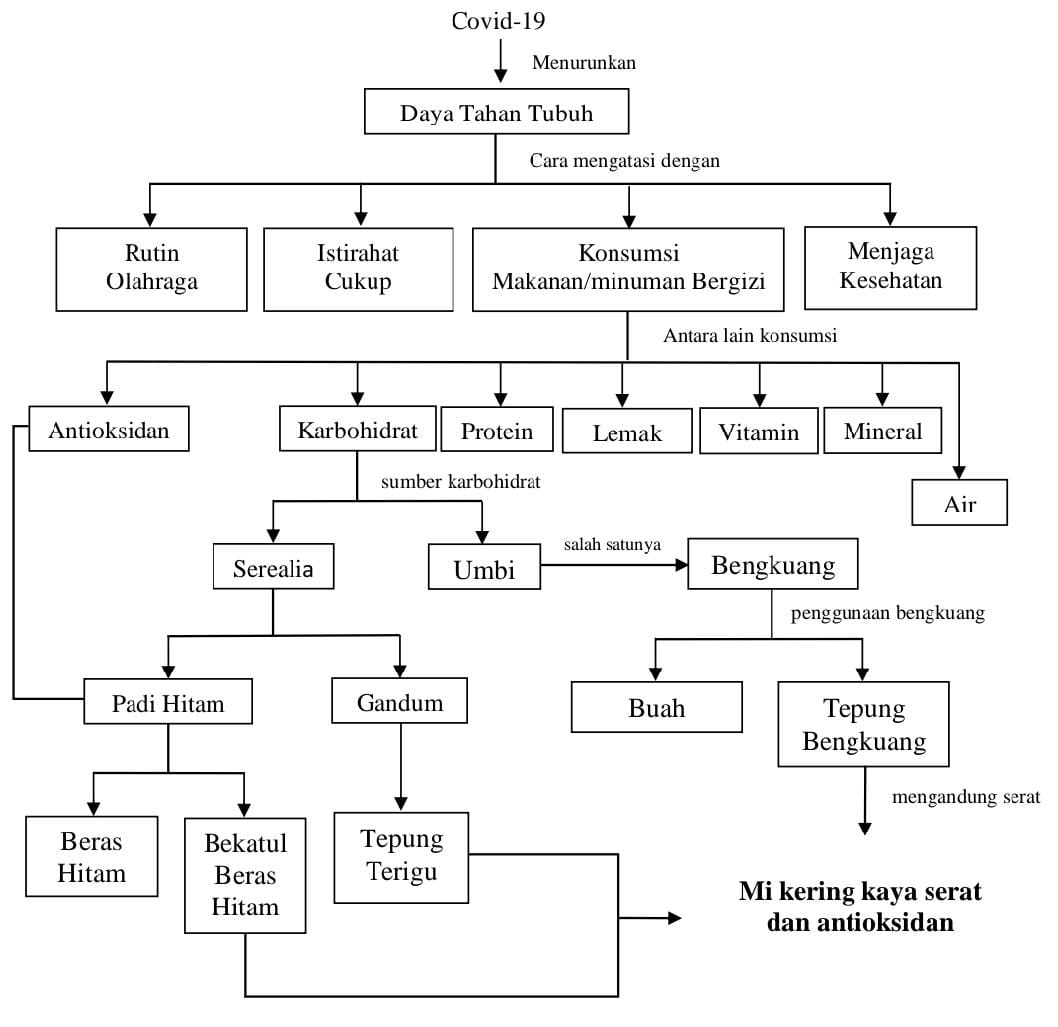 Covid-19
Menurunkan
Daya Tahan Tubuh
Cara mengatasi dengan
Rutin
Olahraga
Istirahat
Cukup
Konsumsi
Makanan/minuman Bergizi
Menjaga
Kesehatan
Antara lain konsumsi
Antioksidan
Karbohidrat
Protein
Lemak
Vitamin
Mineral
Air
sumber karbohidrat
Serealia
Umbi
salah satunya
Bengkuang
penggunaan bengkuang
Padi Hitam
Gandum
Buah
Tepung
Bengkuang
mengandung serat
Beras
Hitam
Bekatul
Beras
Hitam
Tepung
Terigu
Mi kering kaya serat
dan antioksidan